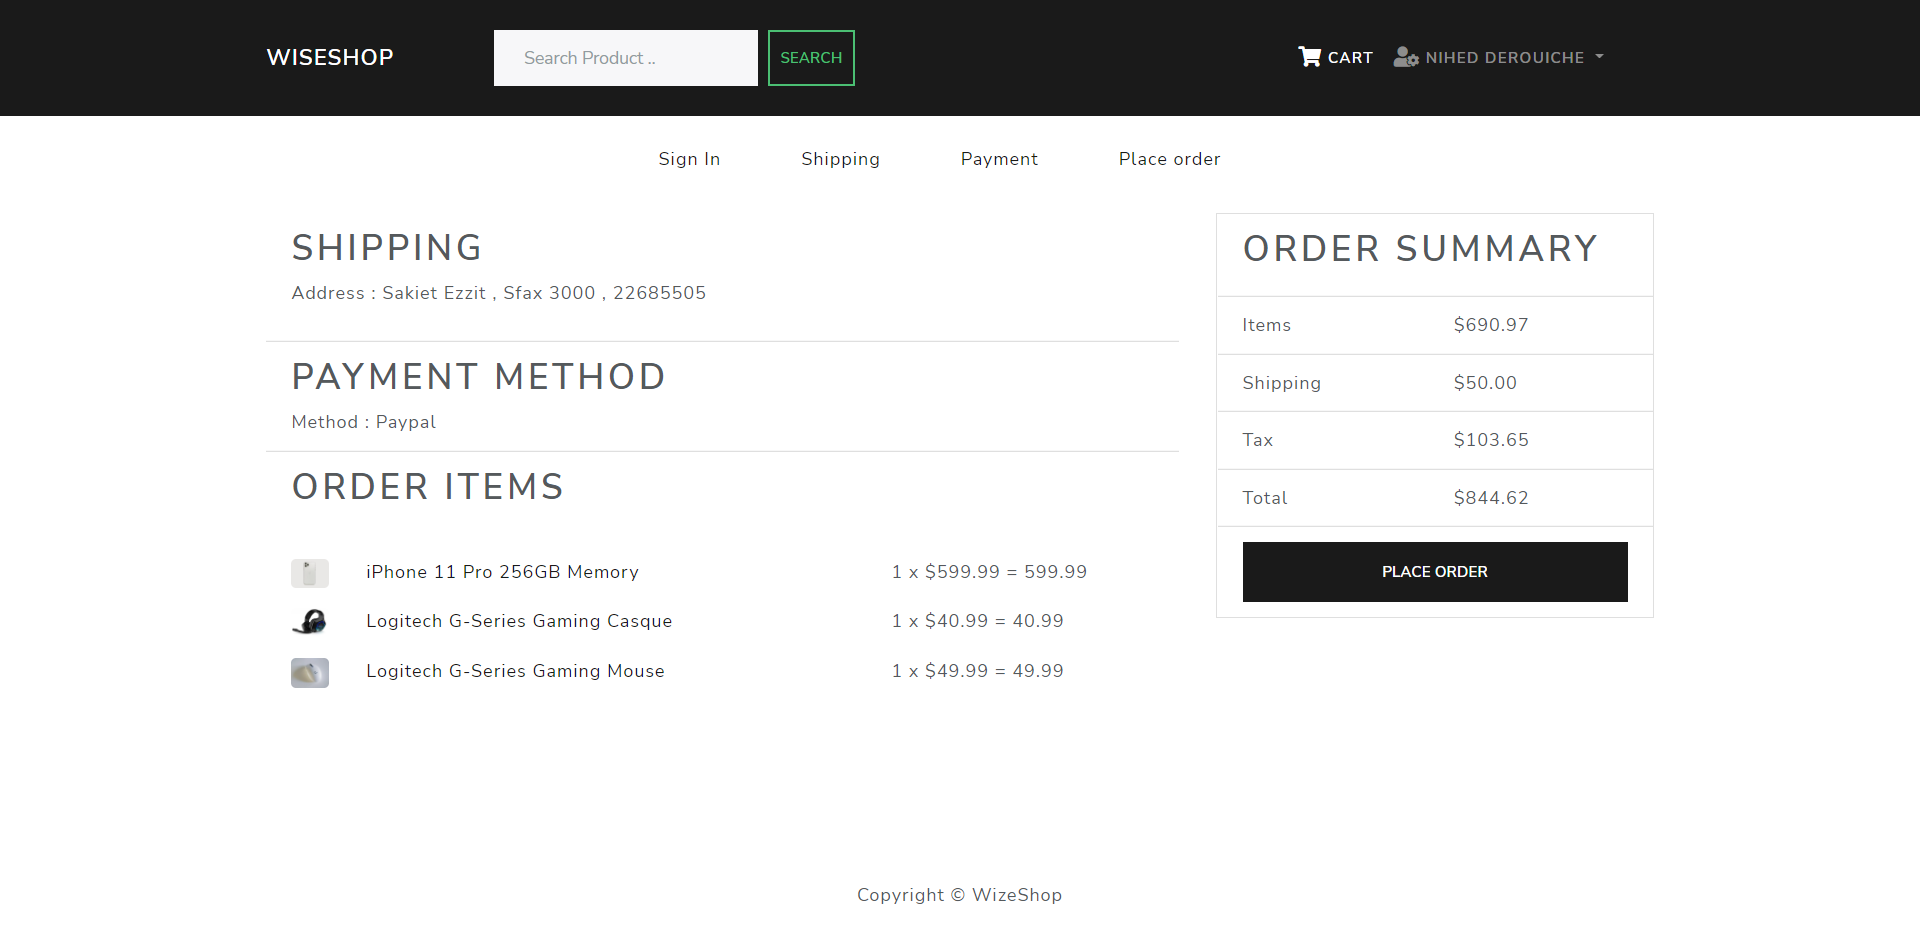 WISESHOP
Search Product ..
SEARCH
CART
NIHED DEROUICHE
Sign In
Shipping
Payment
Place order
SHIPPING
Address : Sakiet Ezzit , Sfax 3000 , 22685505
PAYMENT METHOD
Method : Paypal
ORDER ITEMS
iPhone 11 Pro 256GB Memory
1 x $599.99 = 599.99
Logitech G-Series Gaming Casque
1 x $40.99 = 40.99
Logitech G-Series Gaming Mouse
1 x $49.99 = 49.99
ORDER SUMMARY
Items $690.97
Shipping $50.00
Tax $103.65
Total $844.62
PLACE ORDER
Copyright © WizeShop